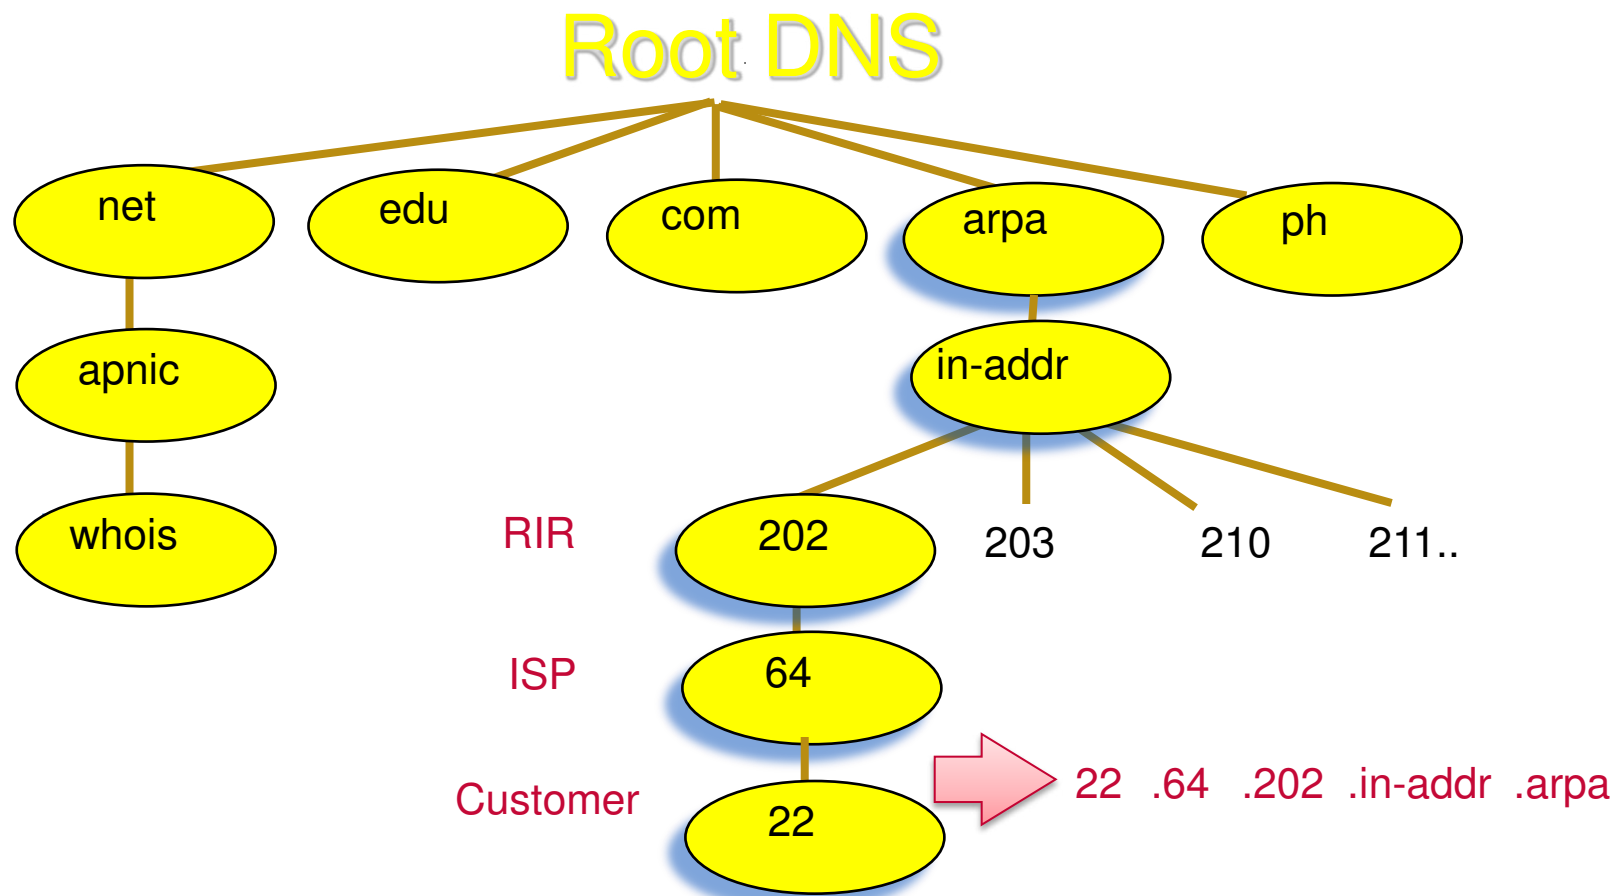 Root DNS
.
net
edu
com
arpa
ph
apnic
in-addr
whois
RIR
202
203
210
211..
ISP
64
Customer
22
22 .64 .202 .in-addr .arpa